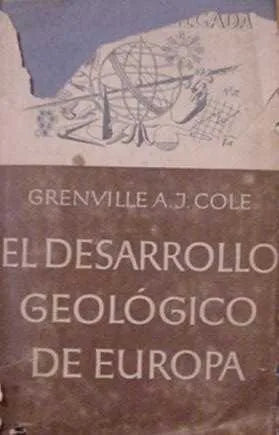 GRENVILLE A. J. COLE
EL DESARROLLO
GEOLÓGICO
DE EUROPA